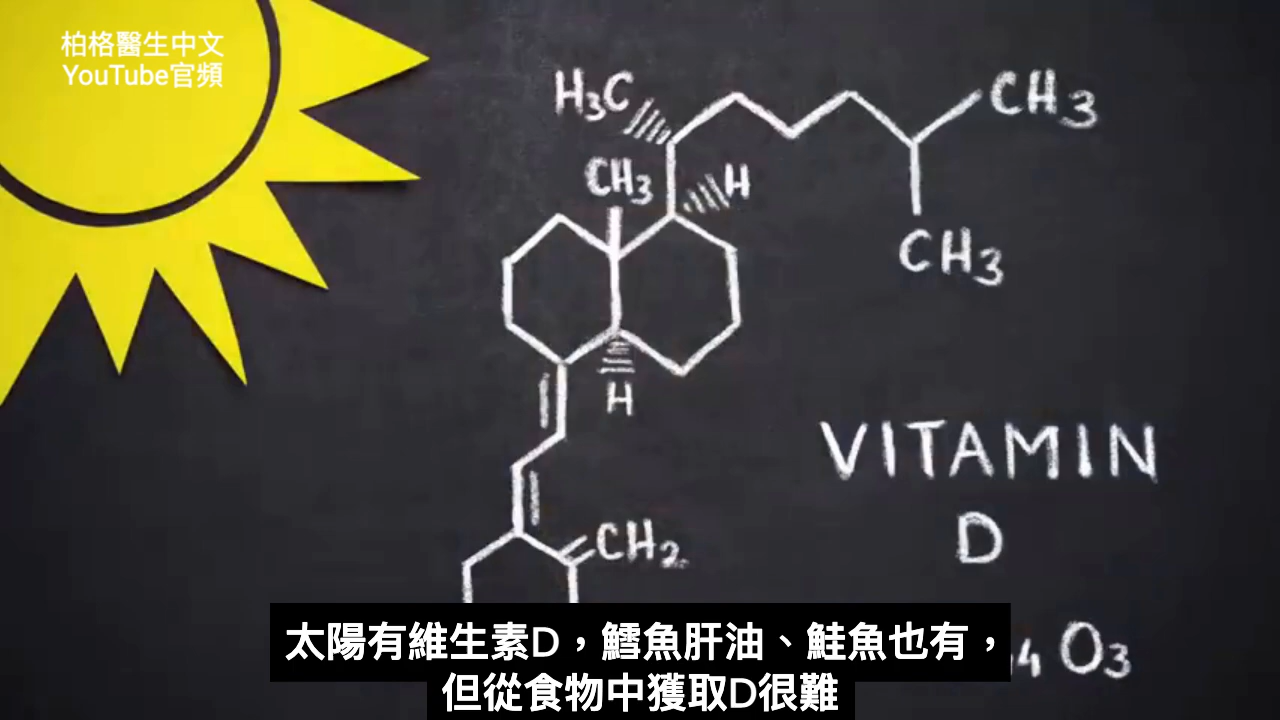 柏格醫生中文
YouTube官頻
H₃C
CH₃
CH₃
H
CH₃
H
VITAMIN
D
CH₂
太陽有維生素D，鱈魚肝油、鮭魚也有，
4 O₃
但從食物中獲取D很難